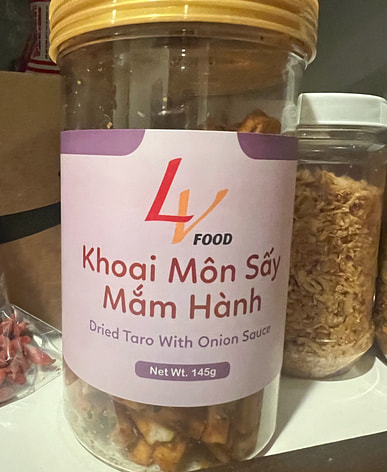 LV
FOOD
Khoai Môn Sấy
Mắm Hành
Dried Taro With Onion Sauce
Net Wt. 145g